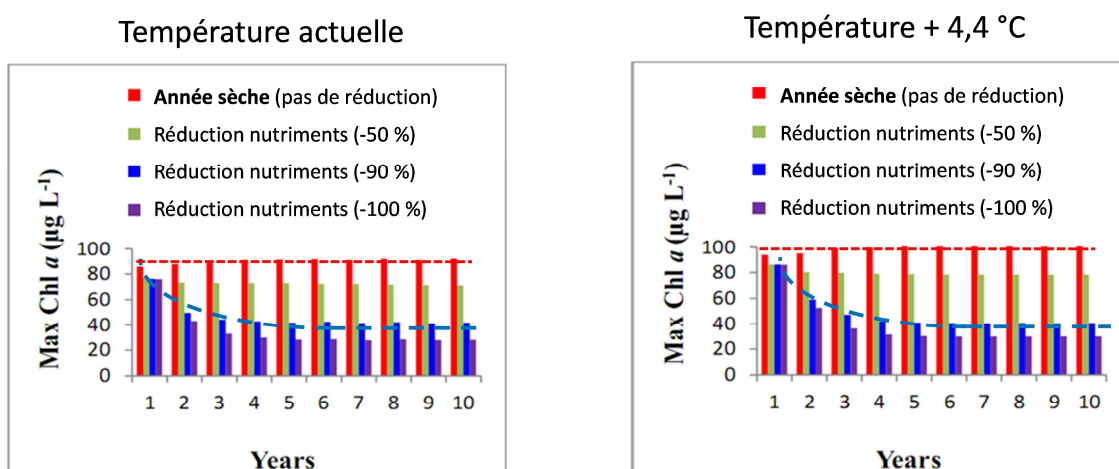 Température actuelle
Année sèche (pas de réduction)
Réduction nutriments (-50 %)
Réduction nutriments (-90 %)
Réduction nutriments (-100 %)
Max Chl a (µg L⁻¹)
100
80
60
40
20
0
1 2 3 4 5 6 7 8 9 10
Years
Température + 4,4 °C
Année sèche (pas de réduction)
Réduction nutriments (-50 %)
Réduction nutriments (-90 %)
Réduction nutriments (-100 %)
Max Chl a (µg L⁻¹)
100
80
60
40
20
0
1 2 3 4 5 6 7 8 9 10
Years